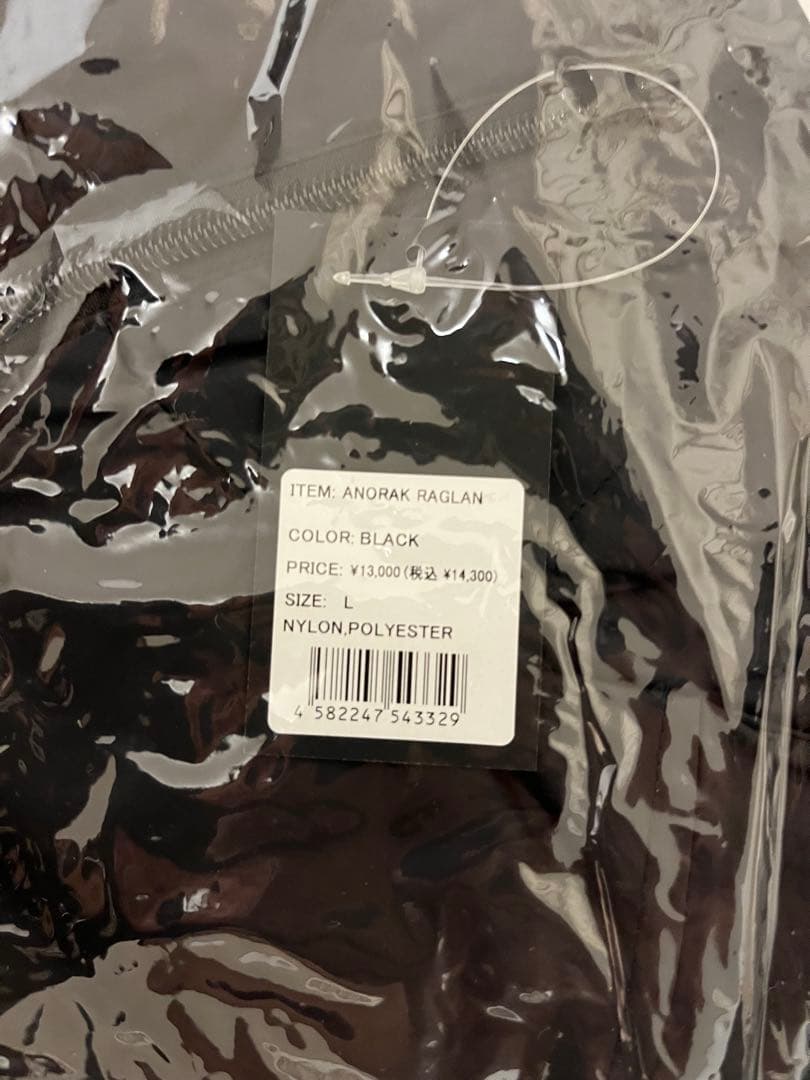 ITEM: ANORAK RAGLAN
COLOR: BLACK
PRICE: ¥13,000(税込 ¥14,300)
SIZE: L
NYLON,POLYESTER
4 582247 543329